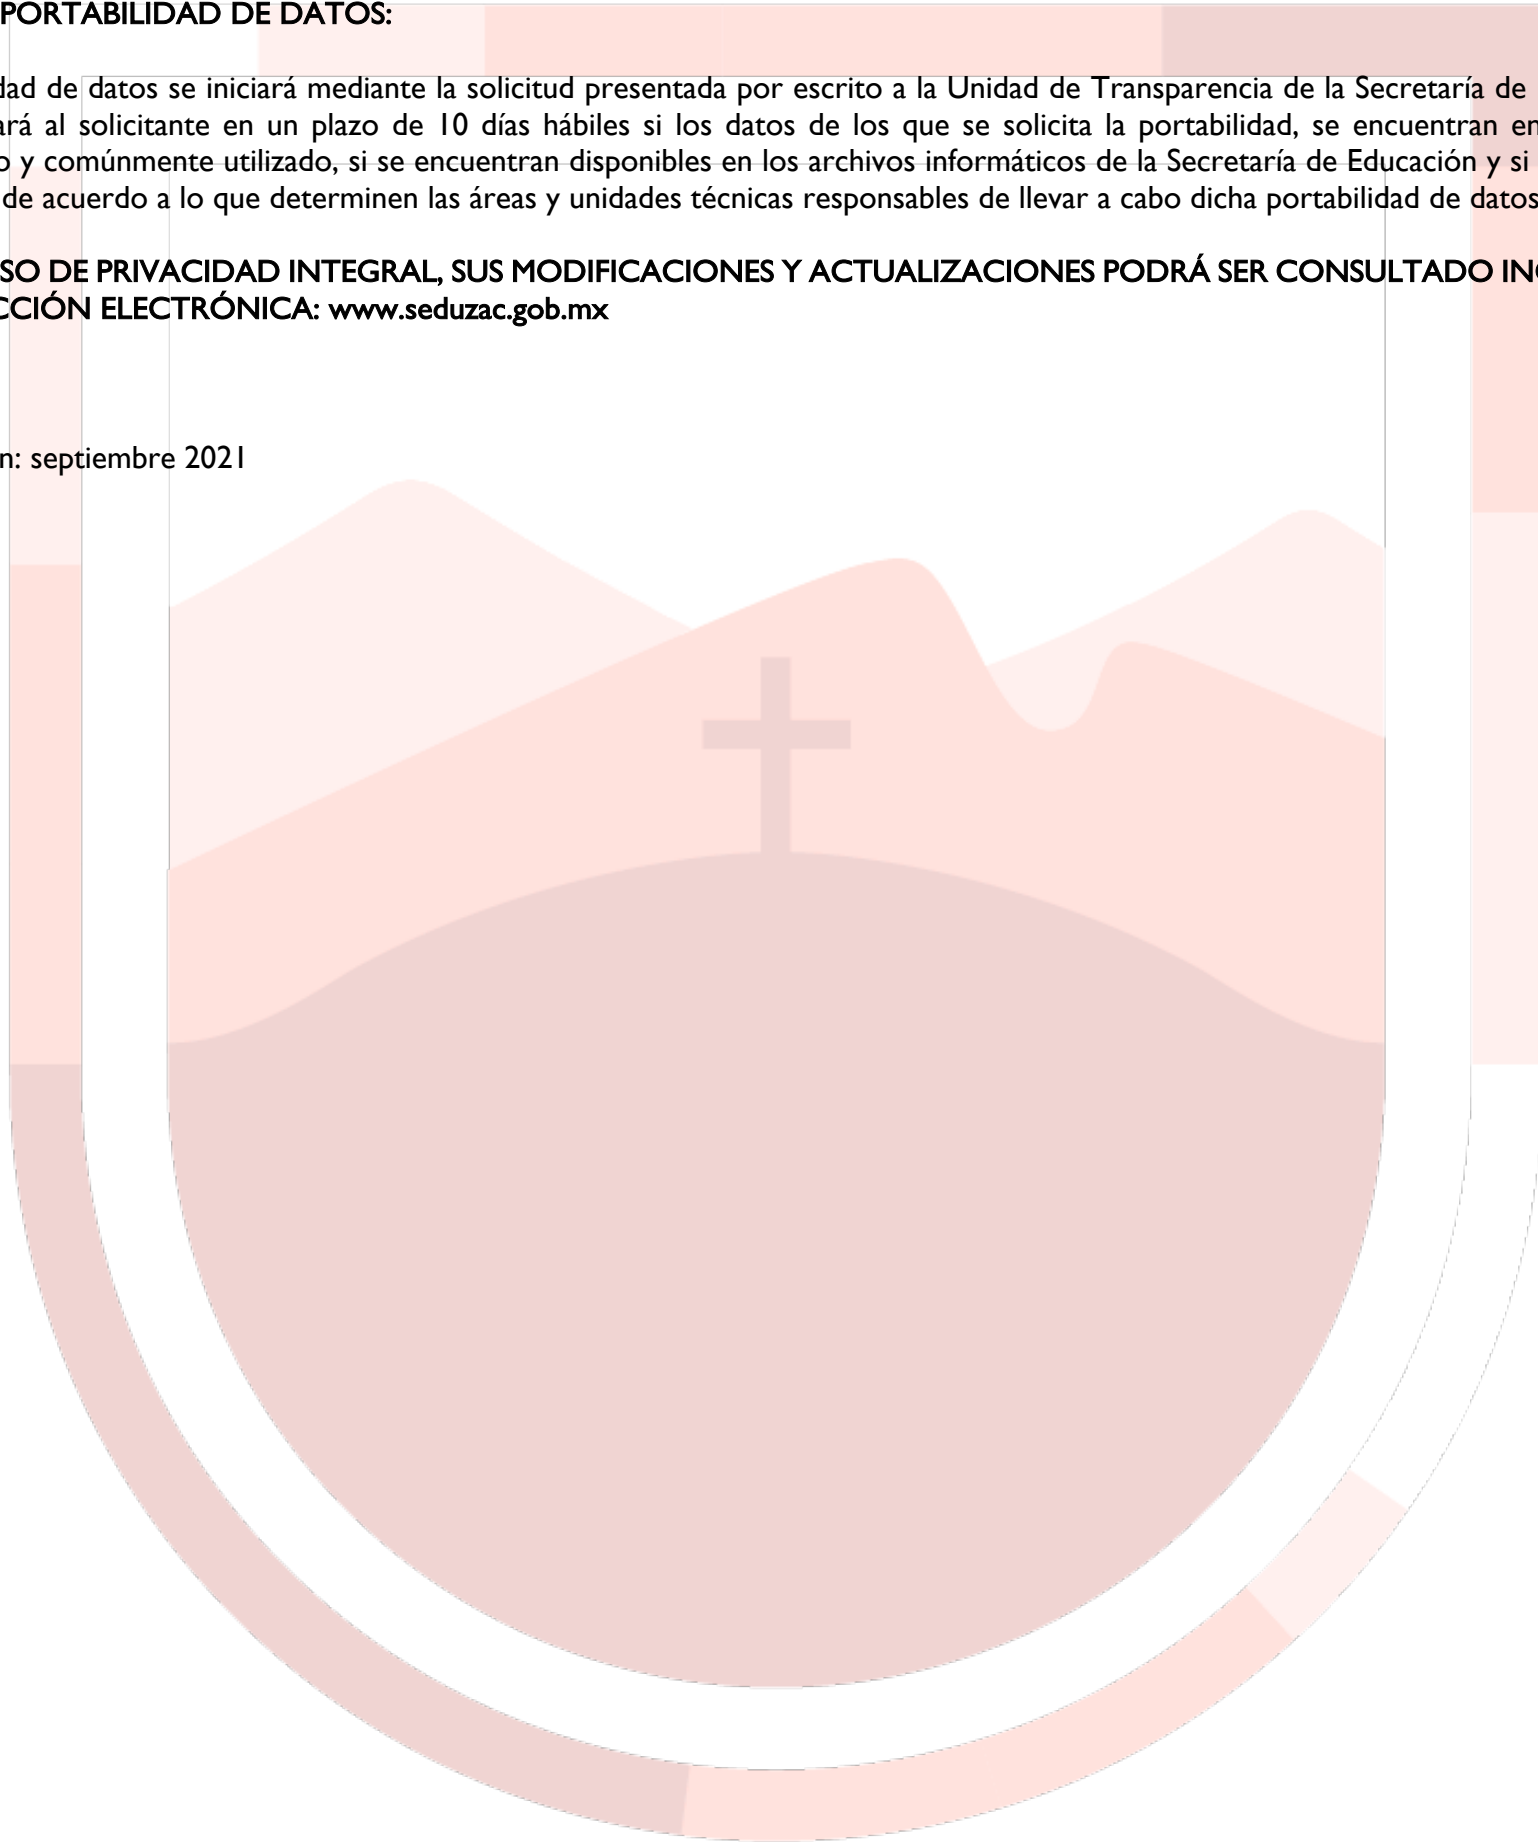 PORTABILIDAD DE DATOS:
dad de datos se iniciará mediante la solicitud presentada por escrito a la Unidad de Transparencia de la Secretaría de
ará al solicitante en un plazo de 10 días hábiles si los datos de los que se solicita la portabilidad, se encuentran en
o y comúnmente utilizado, si se encuentran disponibles en los archivos informáticos de la Secretaría de Educación y si
de acuerdo a lo que determinen las áreas y unidades técnicas responsables de llevar a cabo dicha portabilidad de datos
SO DE PRIVACIDAD INTEGRAL, SUS MODIFICACIONES Y ACTUALIZACIONES PODRÁ SER CONSULTADO IN
CCIÓN ELECTRÓNICA: www.seduzac.gob.mx
n: septiembre 2021